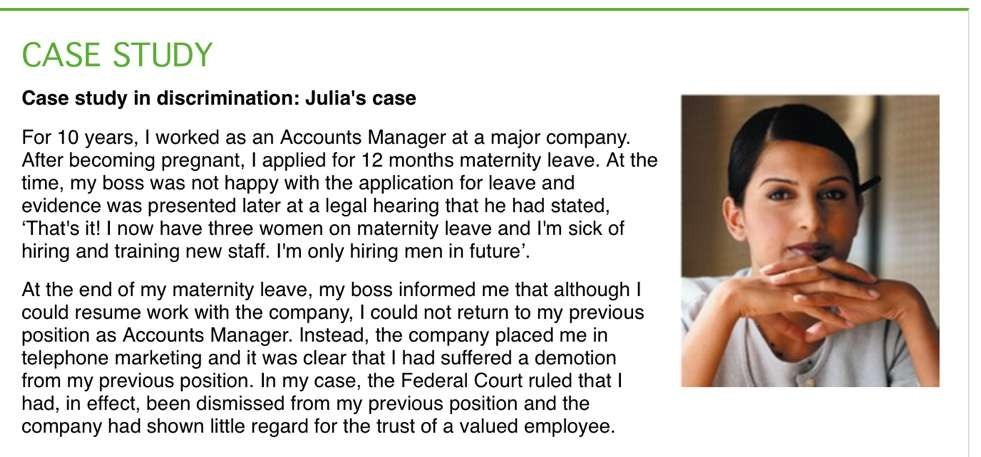 CASE STUDY
Case study in discrimination: Julia's case
For 10 years, I worked as an Accounts Manager at a major company.
After becoming pregnant, I applied for 12 months maternity leave. At the
time, my boss was not happy with the application for leave and
evidence was presented later at a legal hearing that he had stated,
‘That's it! I now have three women on maternity leave and I'm sick of
hiring and training new staff. I'm only hiring men in future’.
At the end of my maternity leave, my boss informed me that although I
could resume work with the company, I could not return to my previous
position as Accounts Manager. Instead, the company placed me in
telephone marketing and it was clear that I had suffered a demotion
from my previous position. In my case, the Federal Court ruled that I
had, in effect, been dismissed from my previous position and the
company had shown little regard for the trust of a valued employee.